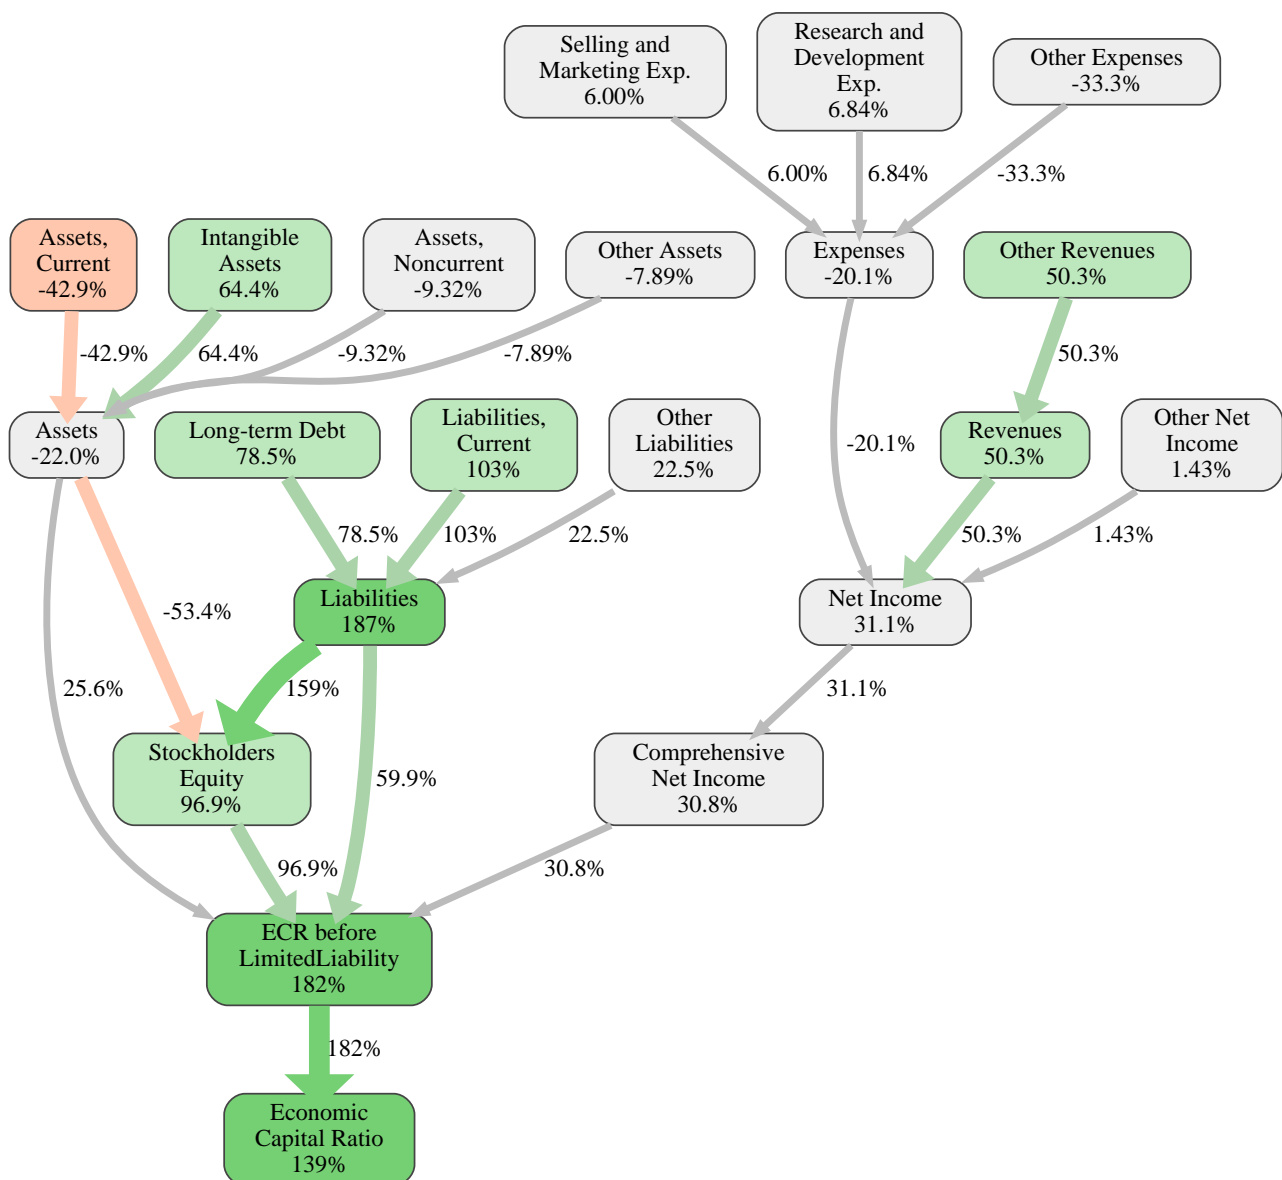 Selling and
Marketing Exp.
6.00%
Research and
Development
Exp.
6.84%
Other Expenses
-33.3%
6.00%
6.84%
-33.3%
Assets,
Current
-42.9%
Intangible
Assets
64.4%
Assets,
Noncurrent
-9.32%
Other Assets
-7.89%
Expenses
-20.1%
Other Revenues
50.3%
-42.9%
64.4%
-9.32%
-7.89%
50.3%
Assets
-22.0%
Long-term Debt
78.5%
Liabilities,
Current
103%
Other
Liabilities
22.5%
-20.1%
Revenues
50.3%
Other Net
Income
1.43%
78.5%
103%
22.5%
50.3%
1.43%
-53.4%
Liabilities
187%
Net Income
31.1%
25.6%
159%
31.1%
Stockholders
Equity
96.9%
59.9%
Comprehensive
Net Income
30.8%
96.9%
30.8%
ECR before
LimitedLiability
182%
182%
Economic
Capital Ratio
139%